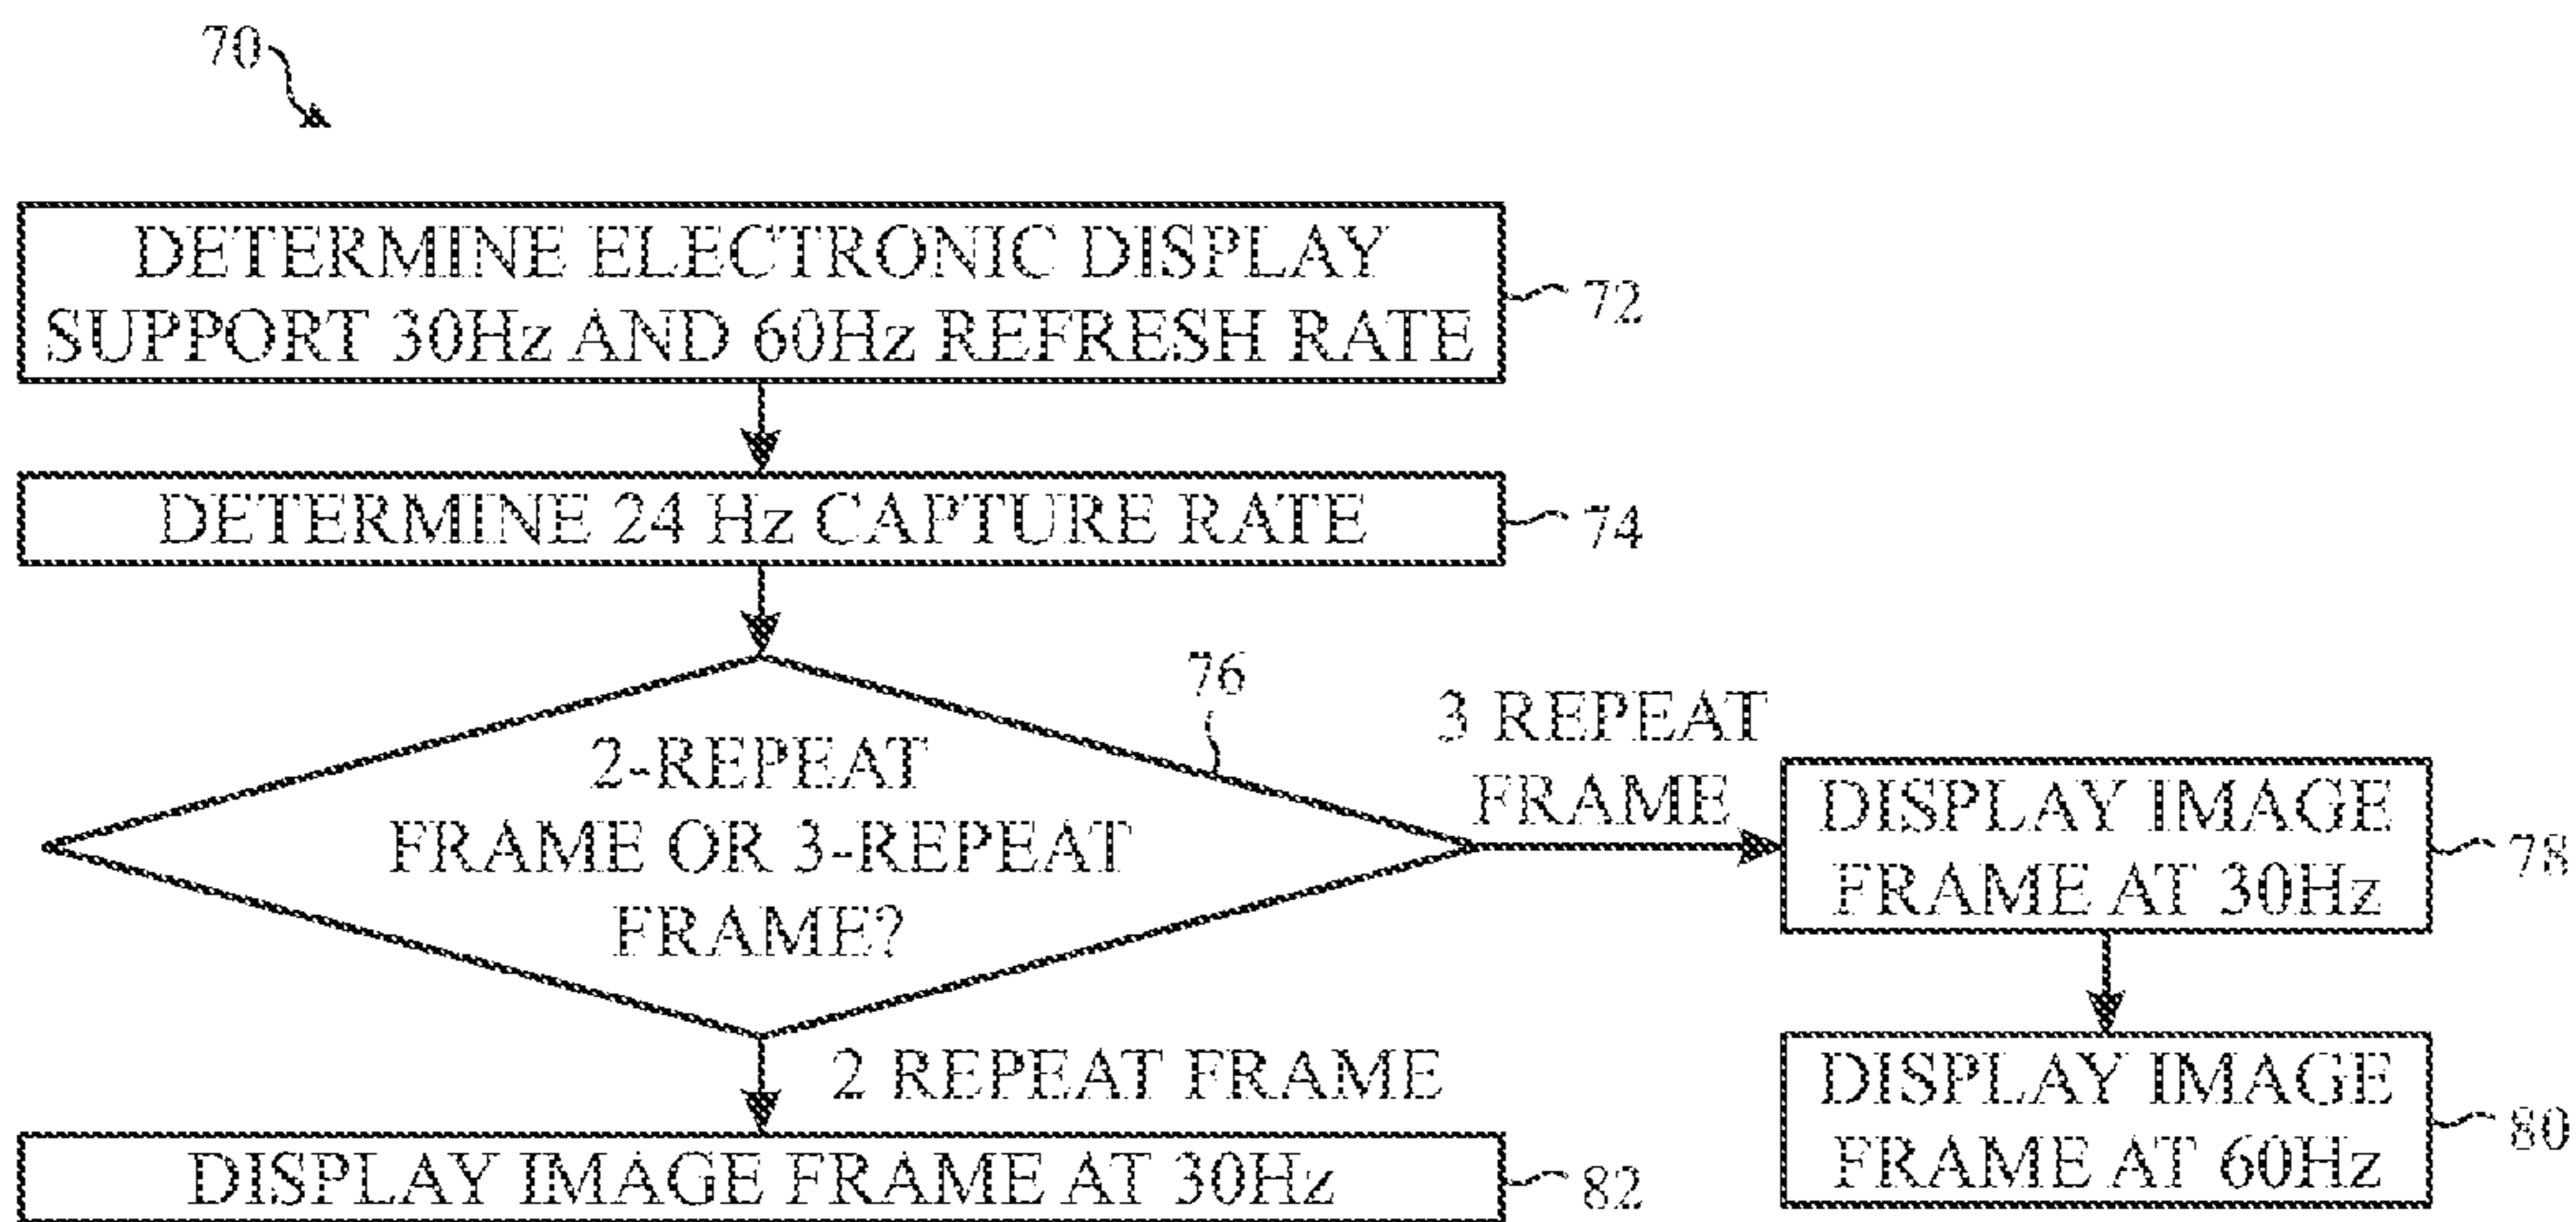 70
DETERMINE ELECTRONIC DISPLAY
SUPPORT 30Hz AND 60Hz REFRESH RATE
72
DETERMINE 24 Hz CAPTURE RATE
74
76
2-REPEAT
FRAME OR 3-REPEAT
FRAME?
3 REPEAT
FRAME
DISPLAY IMAGE
FRAME AT 30Hz
78
DISPLAY IMAGE
FRAME AT 60Hz
80
2 REPEAT FRAME
DISPLAY IMAGE FRAME AT 30Hz
82